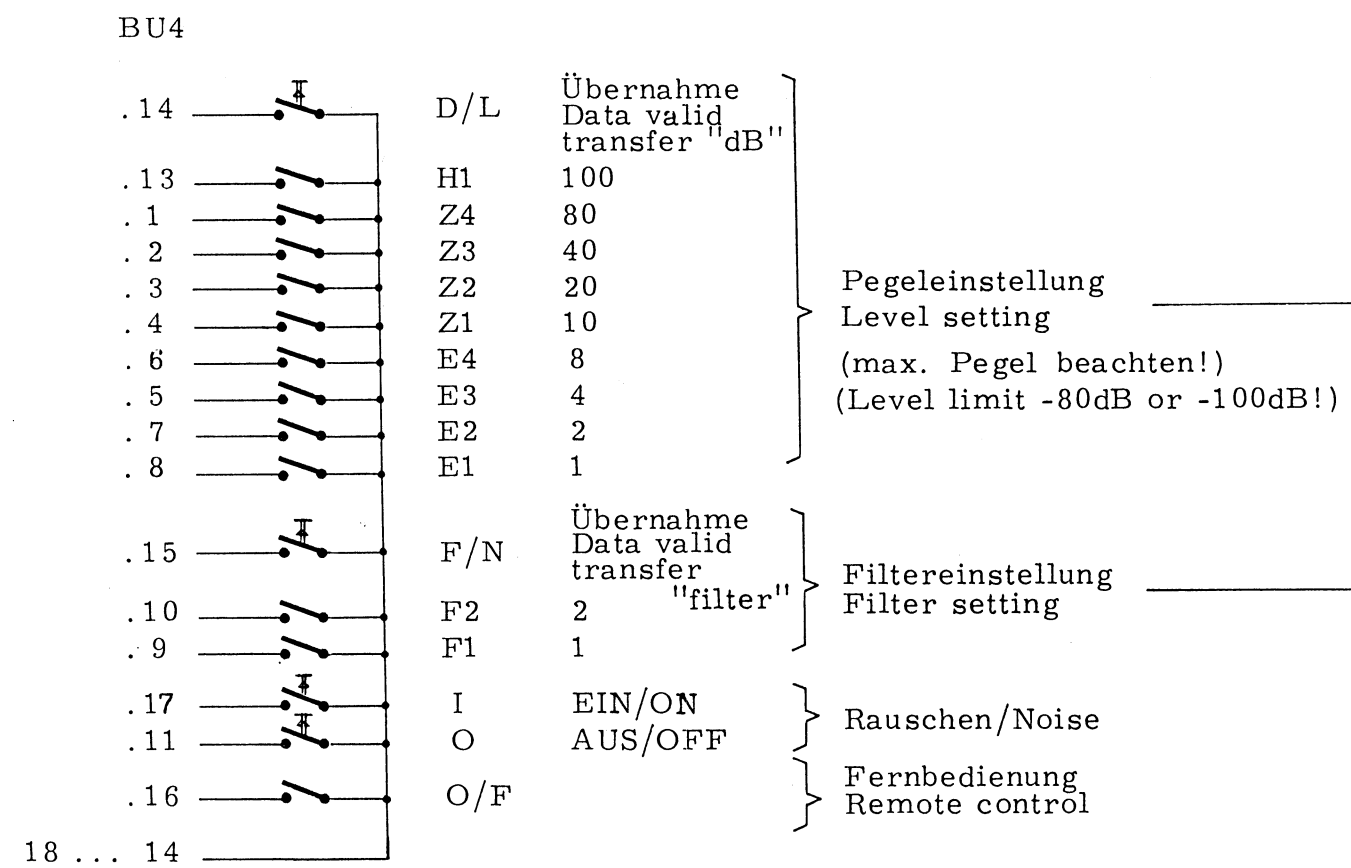 BU4
.14 D/L Übernahme
Data valid
transfer "dB"
.13 H1 100
.1 Z4 80
.2 Z3 40
.3 Z2 20
.4 Z1 10
.6 E4 8
.5 E3 4
.7 E2 2
.8 E1 1
Pegeleinstellung
Level setting
(max. Pegel beachten!)
(Level limit -80dB or -100dB!)
.15 F/N Übernahme
Data valid
transfer
"filter"
.10 F2 2
.9 F1 1
Filtereinstellung
Filter setting
.17 I EIN/ON
.11 O AUS/OFF
Rauschen/Noise
.16 O/F
Fernbedienung
Remote control
18 ... 14